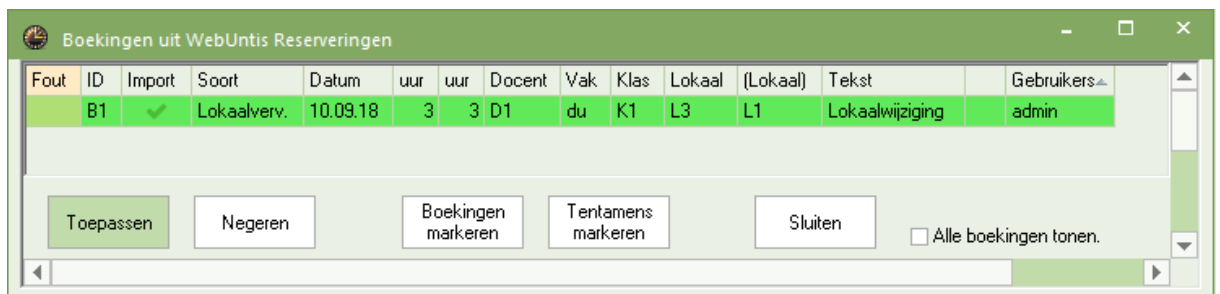 Boekingen uit WebUntis Reserveringen
Fout ID Import Soort Datum uur uur Docent Vak Klas Lokaal (Lokaal) Tekst Gebruikers
B1 Lokaalverv. 10.09.18 3 3 D1 du K1 L3 L1 Lokaalwijziging admin
Toepassen Negeren Boekingen markeren Tentamens markeren Sluiten Alle boekingen tonen.